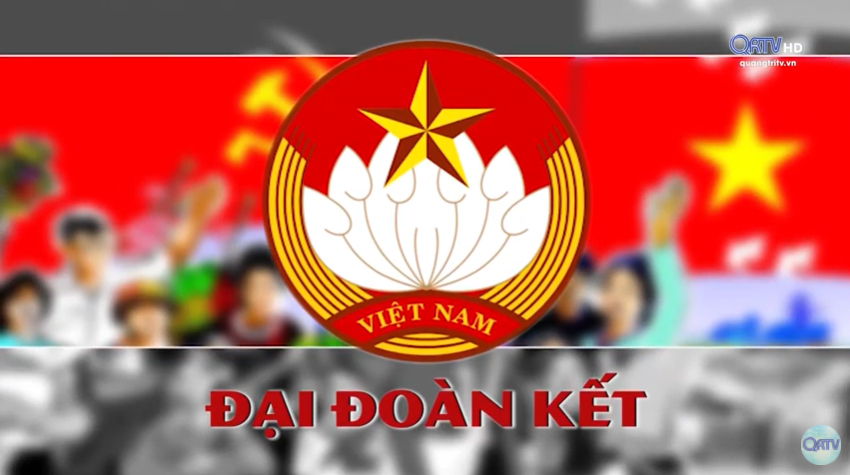 QRTV HD
quangtritv.vn
VIỆT NAM
ĐẠI ĐOÀN KẾT
QRTV